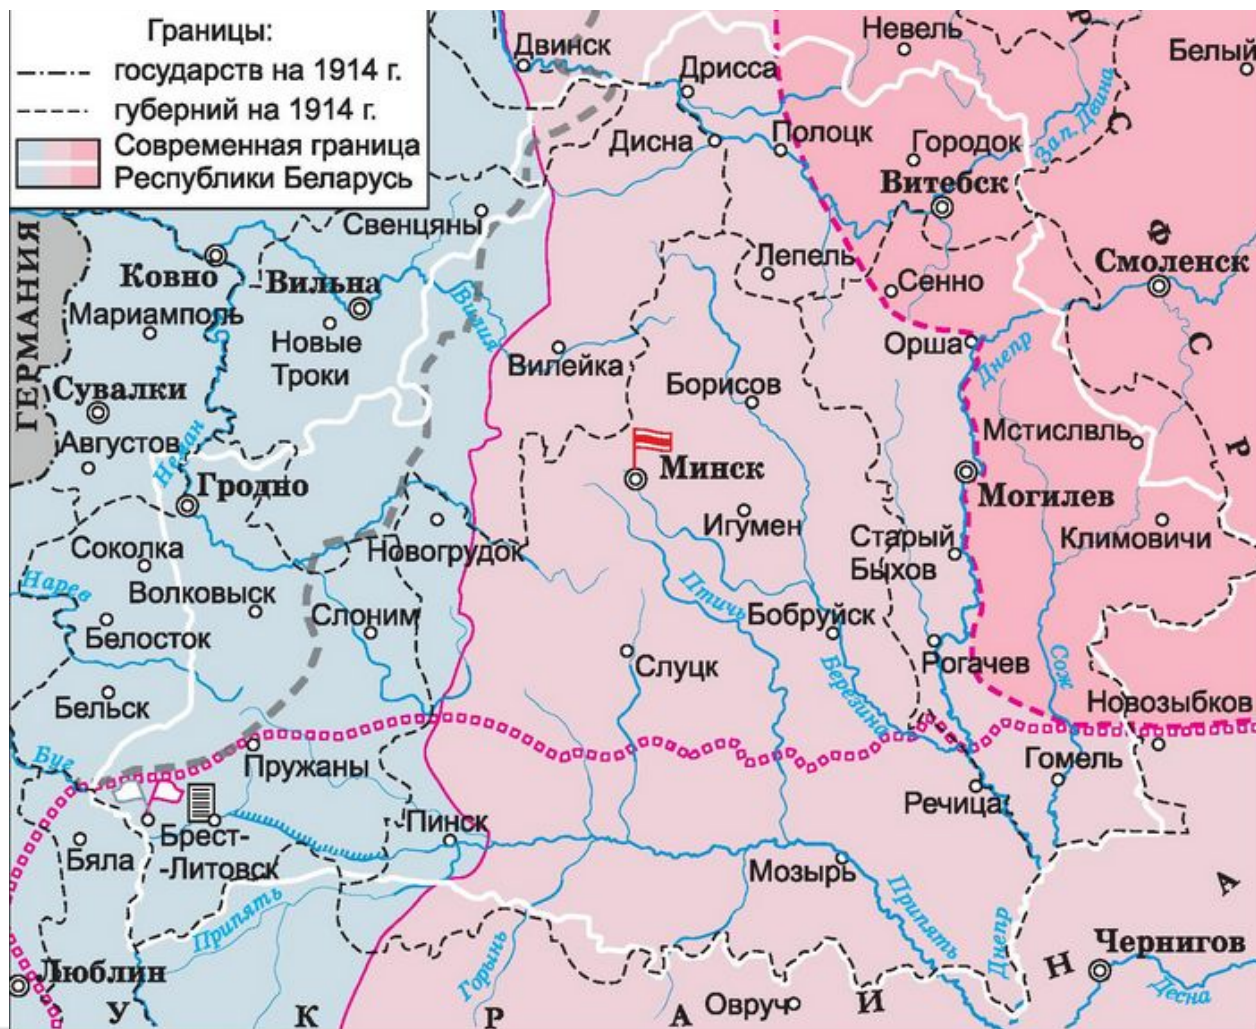 Границы:
государств на 1914 г.
губерний на 1914 г.
Современная граница
Республики Беларусь
Двинск
Дрисса
Невель
Белый
Дисна
Полоцк
Городок
Зап. Двина
Витебск
Свенцяны
ГЕРМАНИЯ
Ковно
Вильна
Вилия
Лепель
Сенно
Смоленск
Мариамполь
Новые
Троки
Вилейка
Орша
Днепр
Сувалки
Борисов
Августов
Неман
Мстислвль
Гродно
Минск
Могилев
Игумен
Соколка
Новогрудок
Старый
Быхов
Климовичи
Нарев
Волковыск
Птичь
Белосток
Слоним
Бобруйск
Слуцк
Рогачев
Сож
Бельск
Березина
Новозыбков
Буг
Пружаны
Гомель
Речица
Бяла
Брест-
-Литовск
Пинск
Мозырь
Припять
Припять
Горынь
Днепр
Чернигов
Люблин
Овруч
Десна
Р С Ф С Р
У К Р А И Н А